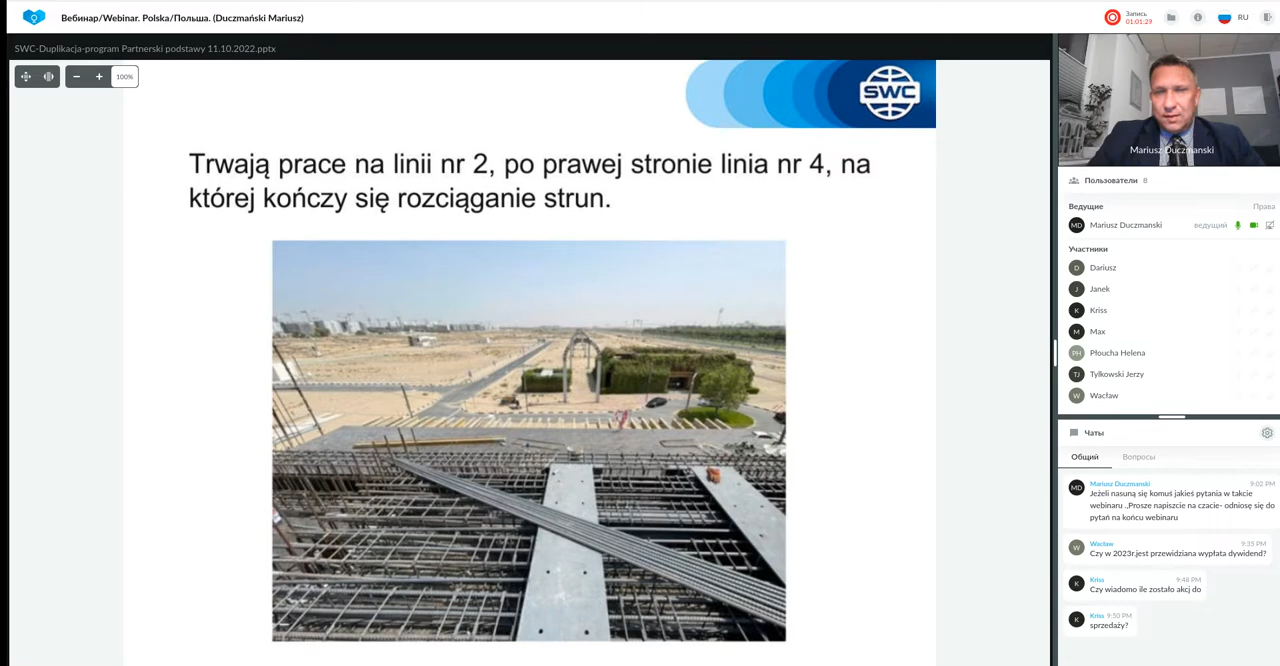 Вебинар/Webinar. Polska/Польша. (Duczmański Mariusz)
Запись
01:01:29
RU
SWC-Duplikacja-program Partnerski podstawy 11.10.2022.pptx
100%
SWC
Trwają prace na linii nr 2, po prawej stronie linia nr 4, na
której kończy się rozciąganie strun.
Mariusz Duczmanski
Пользователи 8
Ведущие Права
MD Mariusz Duczmanski ведущий
Участники
D Dariusz
J Janek
K Kriss
M Max
PH Płoucha Helena
TJ Tylkowski Jerzy
W Wacław
Чаты
Общий Вопросы
MD Mariusz Duczmanski 9:02 PM
Jeżeli nasuną się komuś jakieś pytania w takcie
webinaru .,Prosze napiszcie na czacie- odniosę się do
pytań na końcu webinaru
W Wacław 9:35 PM
Czy w 2023r.jest przewidziana wypłata dywidend?
K Kriss 9:48 PM
Czy wiadomo ile zostało akcj do
K Kriss 9:50 PM
sprzedaży?